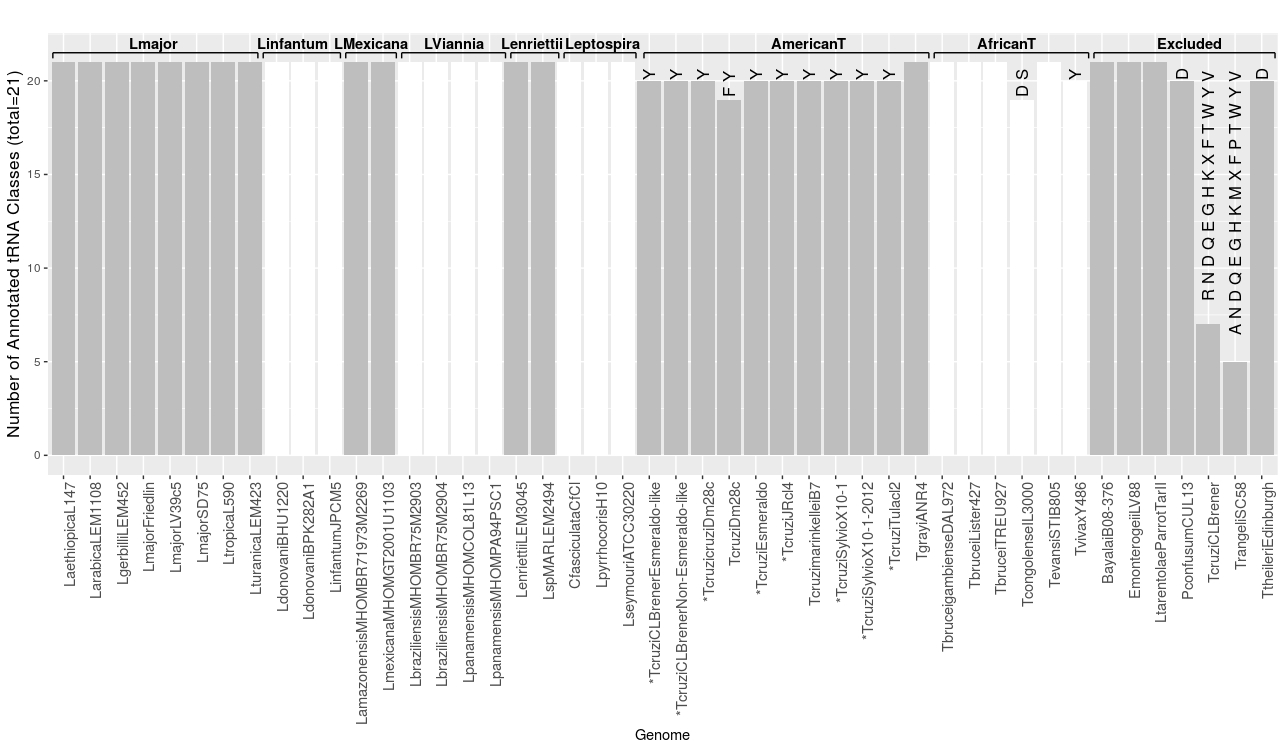 Lmajor Linfantum LMexicana LViannia Lenriettii Leptospira AmericanT AfricanT Excluded
Number of Annotated tRNA Classes (total=21)
20
15
10
5
0
Y
Y
Y
F Y
Y
Y
Y
Y
Y
Y
D S
Y
D
R N D Q E G H K X F T W Y V
A N D Q E G H K M X F P T W Y V
D
LaethiopicaL147
LarabicaLEM1108
LgerbilliLEM452
LmajorFriedlin
LmajorLV39c5
LmajorSD75
LtropicaL590
LturanicaLEM423
LdonovaniBHU1220
LdonovaniBPK282A1
LinfantumJPCM5
LamazonensisMHOMBR71973M2269
LmexicanaMHOMGT2001U1103
LbraziliensisMHOMBR75M2903
LbraziliensisMHOMBR75M2904
LpanamensisMHOMCOL81L13
LpanamensisMHOMPA94PSC1
LenriettiiLEM3045
LspMARLEM2494
CfasciculataCfCl
LpyrrhocorisH10
LseymouriATCC30220
*TcruziCLBrenerEsmeraldo-like
*TcruziCLBrenerNon-Esmeraldo-like
*TcruzicruziDm28c
TcruziDm28c
*TcruziEsmeraldo
*TcruziJRcl4
TcruzimarinkelleiB7
*TcruziSylvioX10-1
*TcruziSylvioX10-1-2012
*TcruziTulacl2
TgrayiANR4
TbruceigambienseDAL972
TbruceiLister427
TbruceiTREU927
TcongolenseIL3000
TevansiSTIB805
TvivaxY486
BayalaiB08-376
EmonterogeiiLV88
LtarentolaeParrotTarII
PconfusumCUL13
TcruziCLBrener
TrangeliSC58
TtheileriEdinburgh
Genome